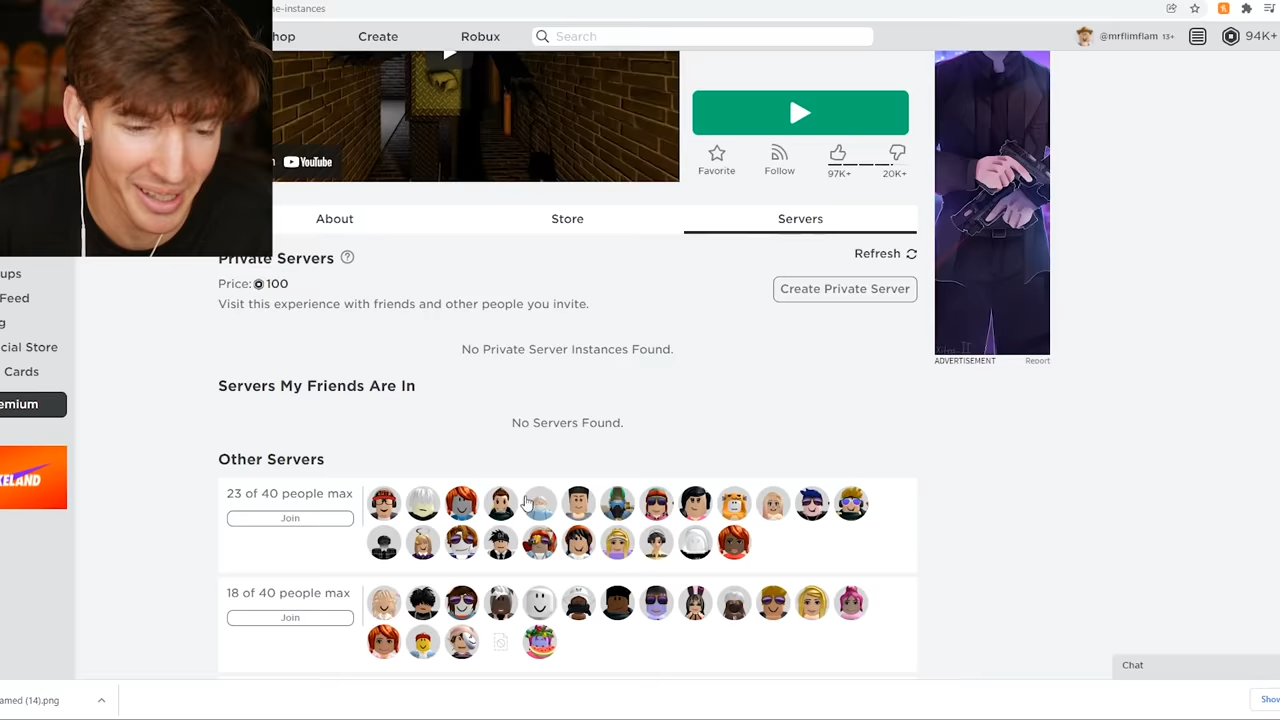 ne-instances
hop
Create
Robux
Search
@mrflimflam 13+
94K+
YouTube
Favorite
Follow
97K+
20K+
About
Store
Servers
Private Servers
Refresh
Price: 100
Create Private Server
Visit this experience with friends and other people you invite.
No Private Server Instances Found.
ADVERTISEMENT
Report
ups
Feed
g
cial Store
Cards
emium
KELAND
Servers My Friends Are In
No Servers Found.
Other Servers
23 of 40 people max
Join
18 of 40 people max
Join
Chat
amed (14).png
Show